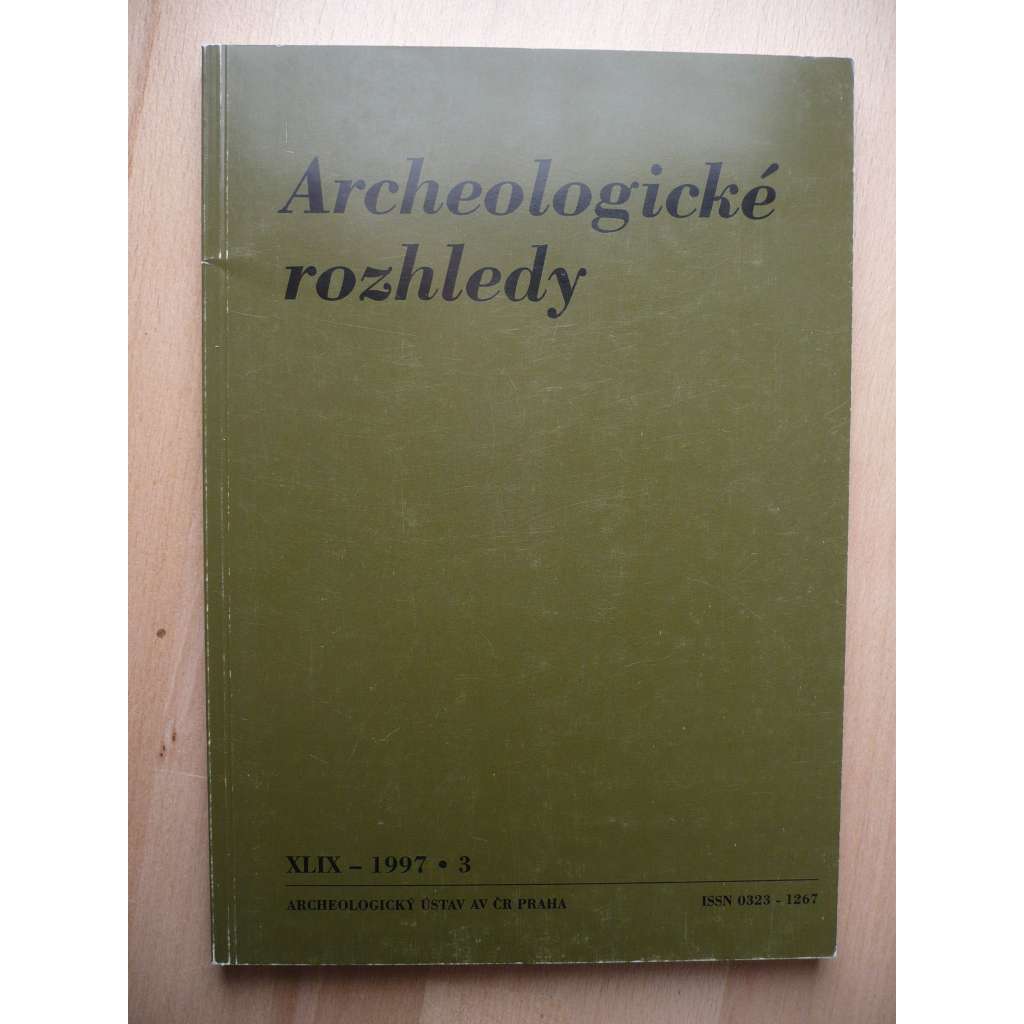 Archeologické
rozhledy
XLIX – 1997 • 3
ARCHEOLOGICKÝ ÚSTAV AV ČR PRAHA
ISSN 0323 - 1267